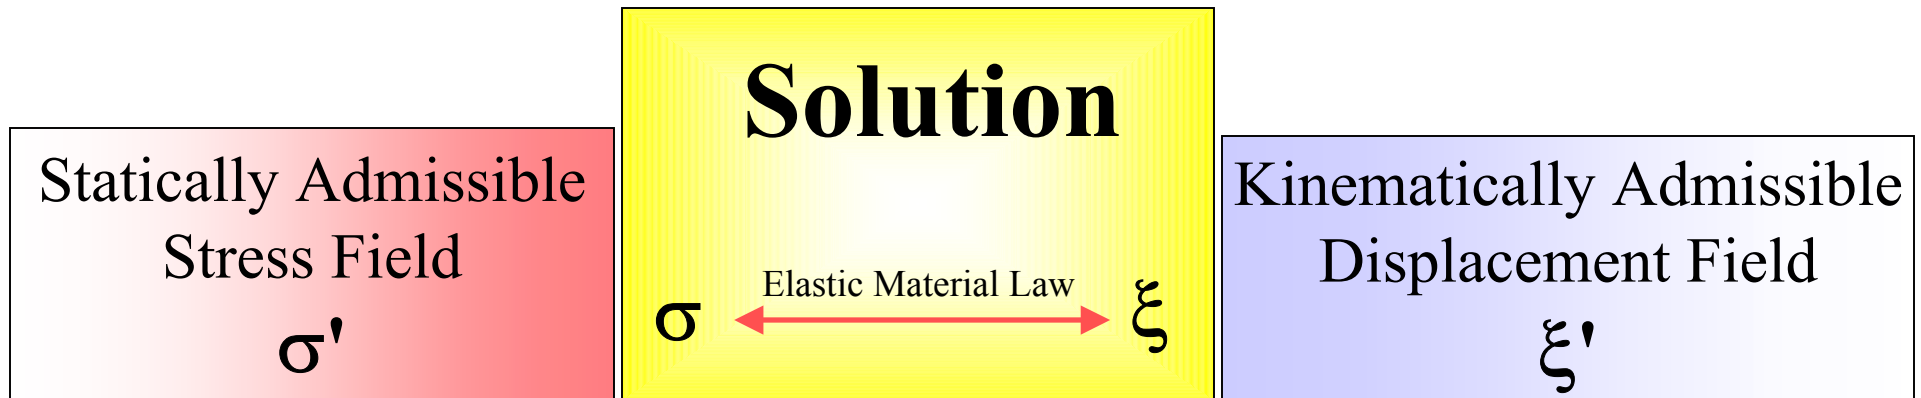 Statically Admissible
Stress Field
σ'
Solution
Elastic Material Law
σ ξ
Kinematically Admissible
Displacement Field
ξ'